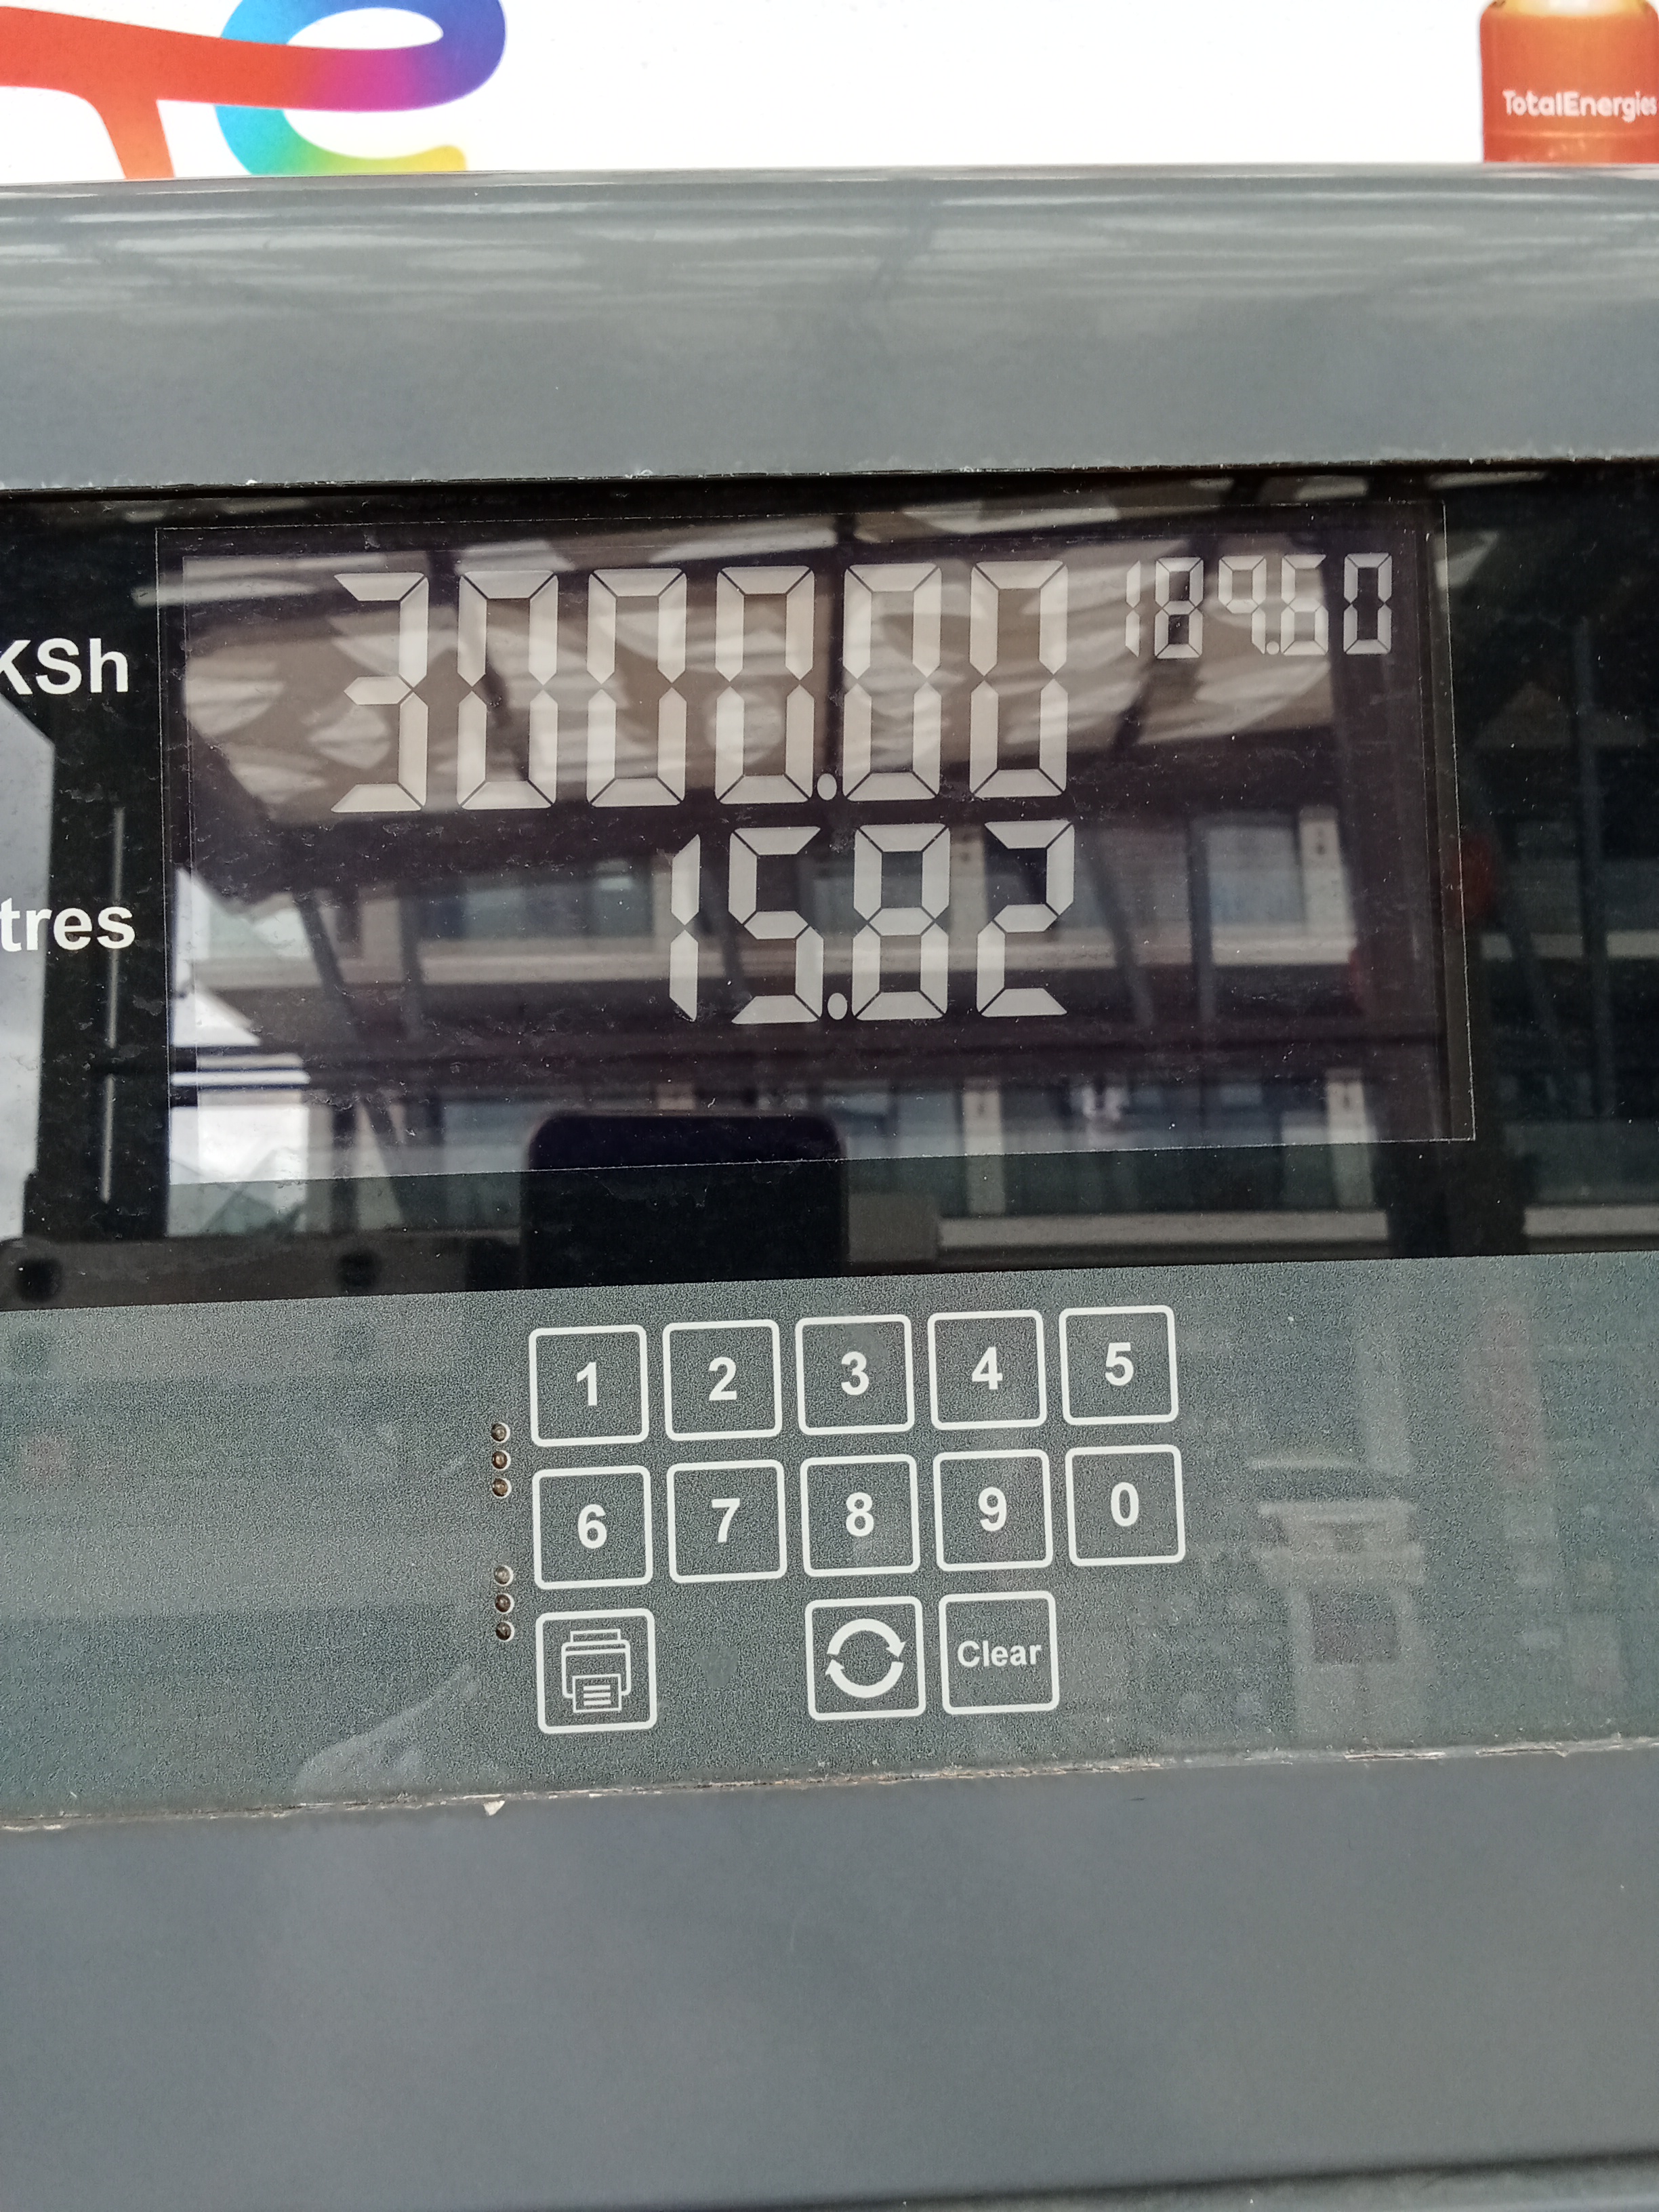 TotalEnergies
KSh 3000.00 189.60
tres 15.82
1 2 3 4 5
6 7 8 9 0
Clear